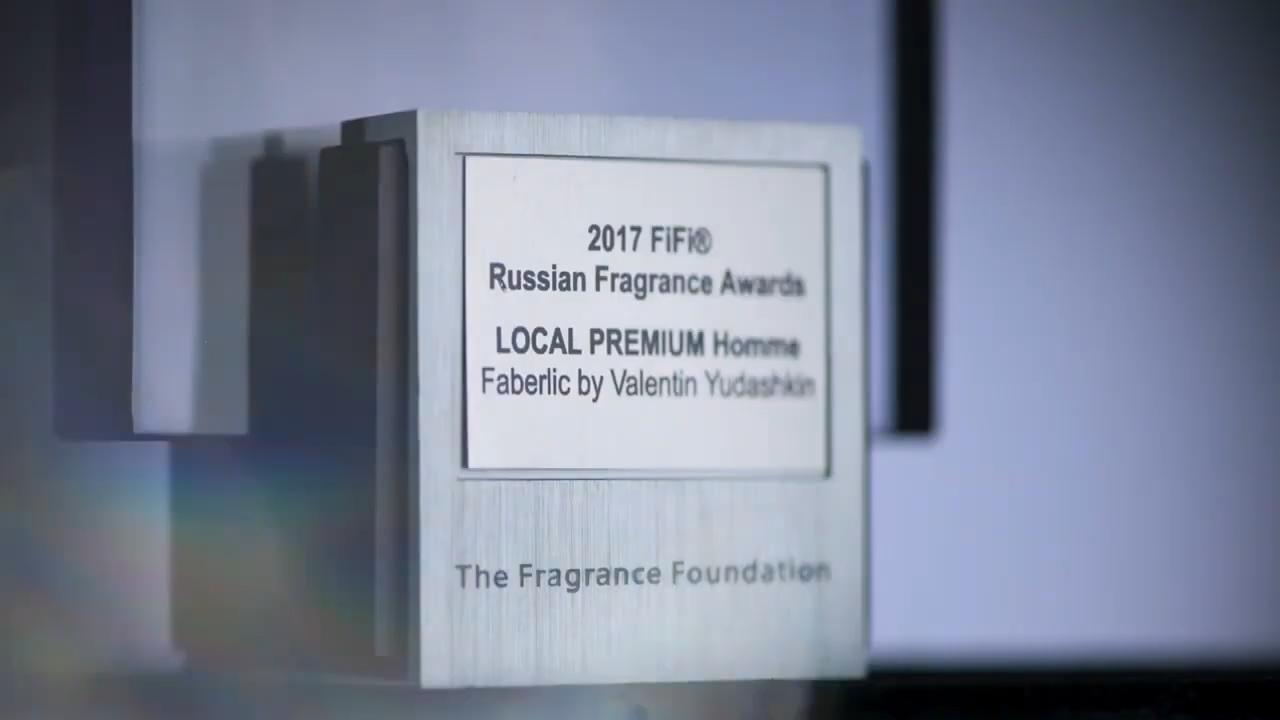 2017 FiFi®
Russian Fragrance Awards
LOCAL PREMIUM Homme
Faberlic by Valentin Yudashkin
The Fragrance Foundation